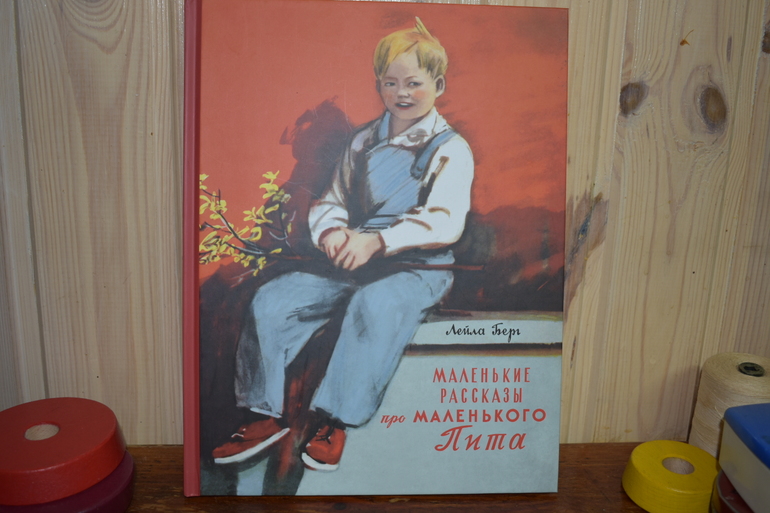 Лейла Берг
МАЛЕНЬКИЕ
РАССКАЗЫ
про МАЛЕНЬКОГО
Пита